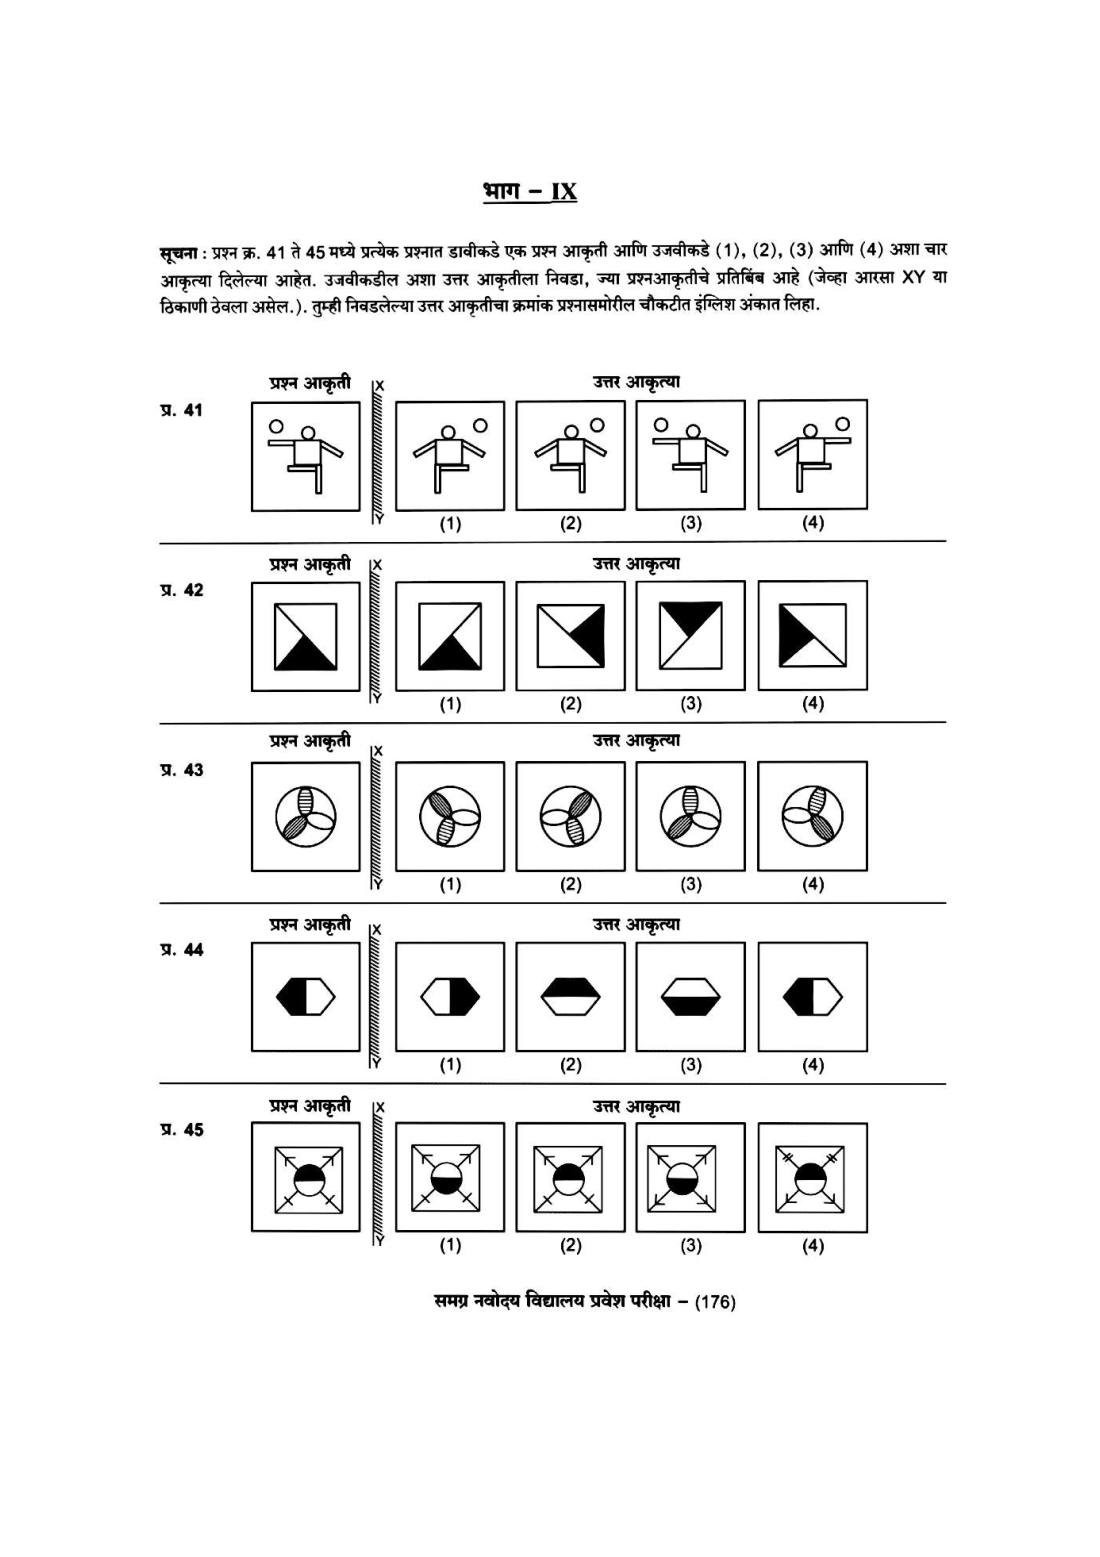 भाग – IX
सूचना : प्रश्न क्र. 41 ते 45 मध्ये प्रत्येक प्रश्नात डावीकडे एक प्रश्न आकृती आणि उजवीकडे (1), (2), (3) आणि (4) अशा चार
आकृत्या दिलेल्या आहेत. उजवीकडील अशा उत्तर आकृतीला निवडा, ज्या प्रश्नआकृतीचे प्रतिबिंब आहे (जेव्हा आरसा XY या
ठिकाणी ठेवला असेल.). तुम्ही निवडलेल्या उत्तर आकृतीचा क्रमांक प्रश्नासमोरील चौकटीत इंग्लिश अंकात लिहा.
प्रश्न आकृती X उत्तर आकृत्या
प्र. 41
Y (1) (2) (3) (4)
प्रश्न आकृती X उत्तर आकृत्या
प्र. 42
Y (1) (2) (3) (4)
प्रश्न आकृती X उत्तर आकृत्या
प्र. 43
Y (1) (2) (3) (4)
प्रश्न आकृती X उत्तर आकृत्या
प्र. 44
Y (1) (2) (3) (4)
प्रश्न आकृती X उत्तर आकृत्या
प्र. 45
Y (1) (2) (3) (4)
समग्र नवोदय विद्यालय प्रवेश परीक्षा – (176)